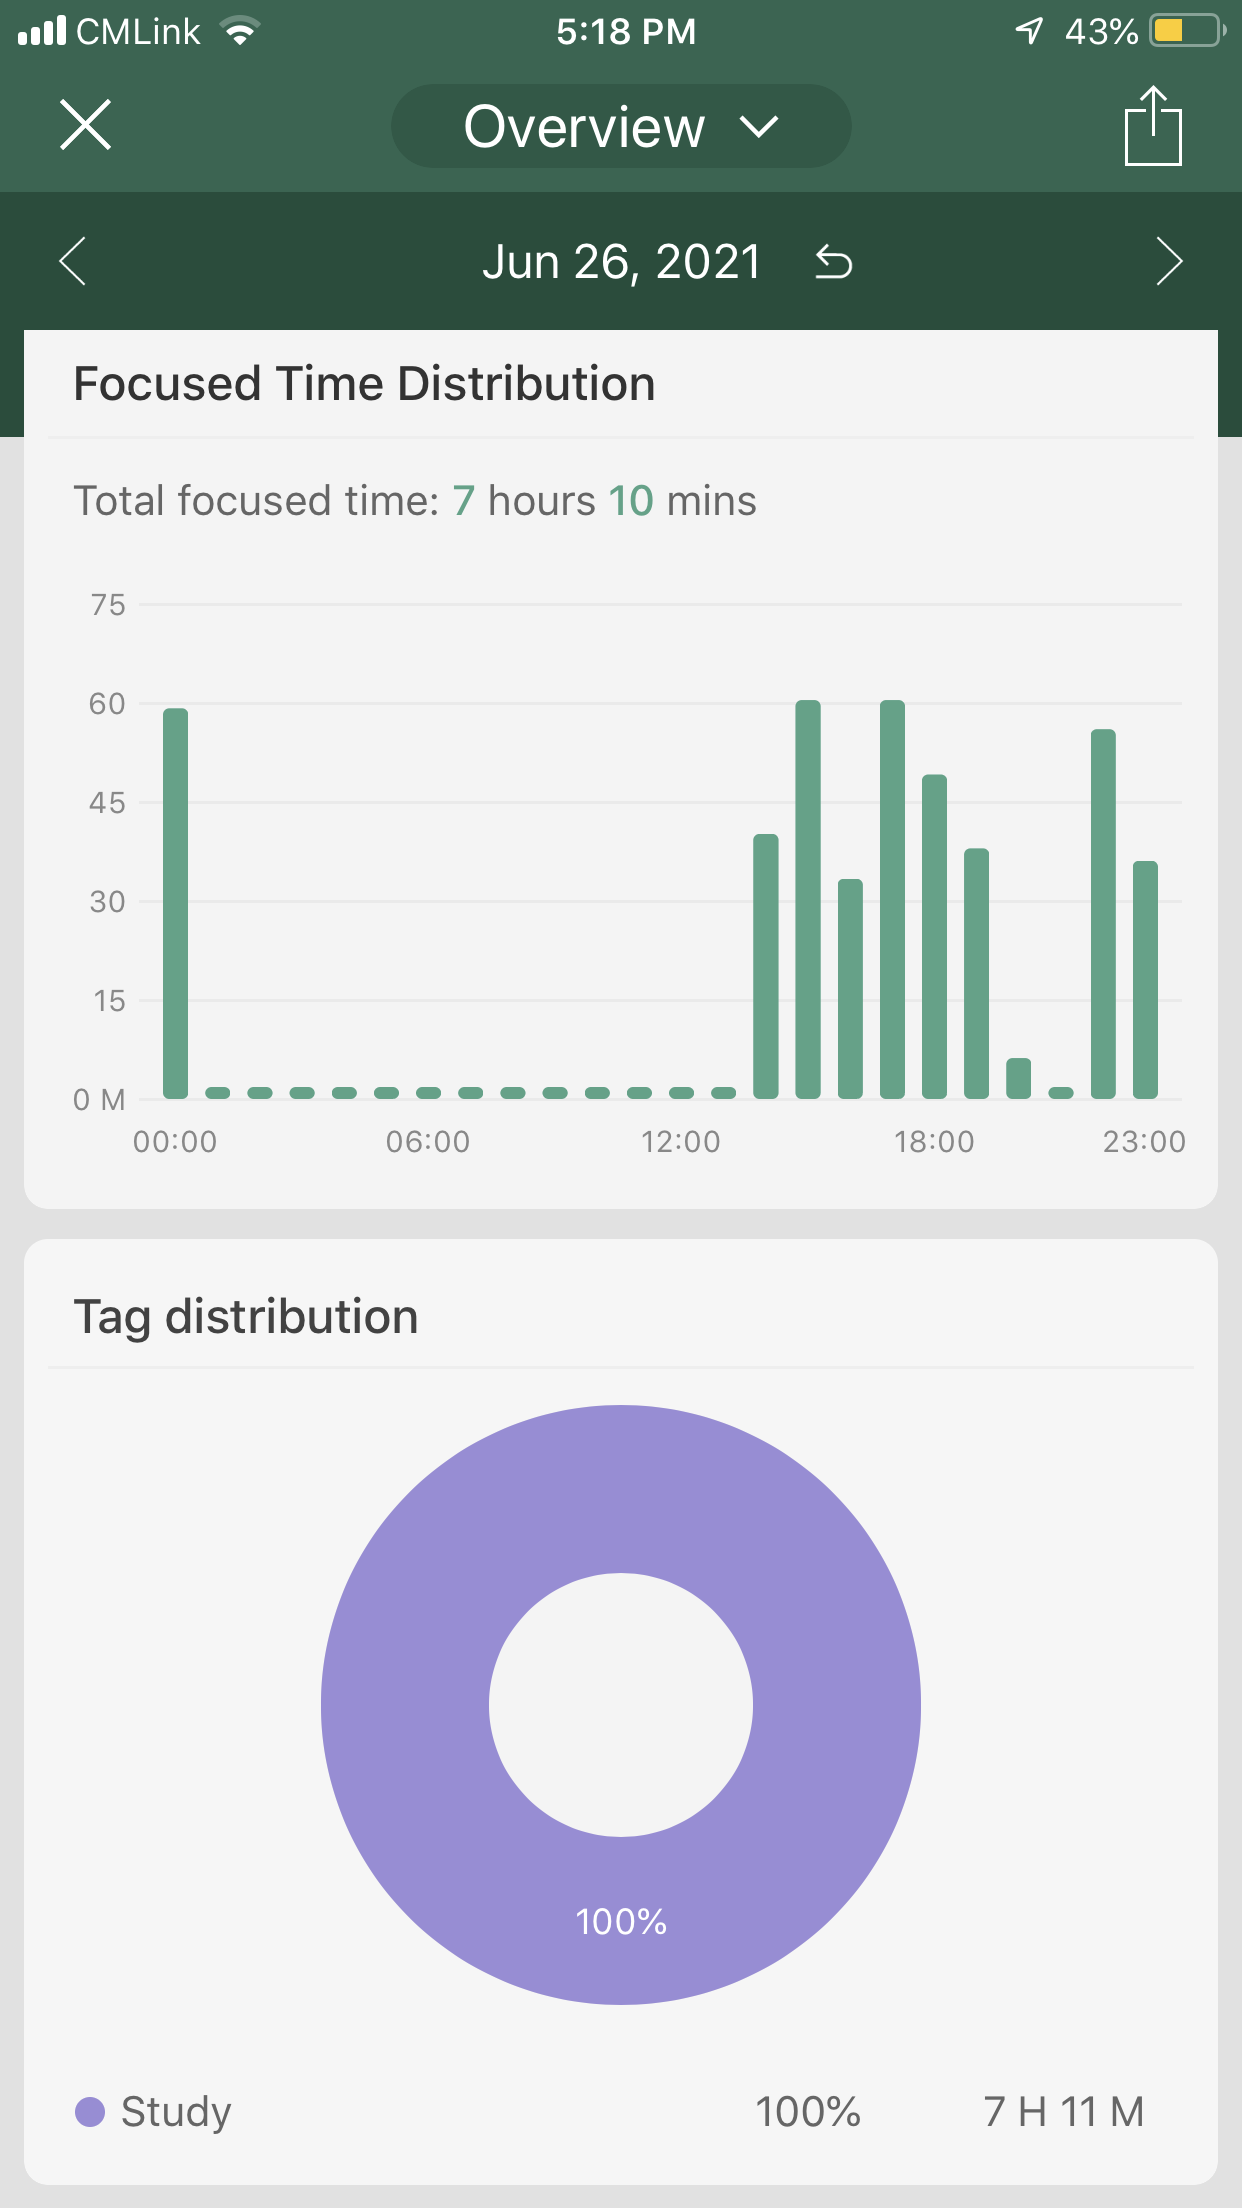 CMLink 5:18 PM 43%
Overview
Jun 26, 2021
Focused Time Distribution
Total focused time: 7 hours 10 mins
75
60
45
30
15
0 M
00:00 06:00 12:00 18:00 23:00
Tag distribution
100%
Study 100% 7 H 11 M